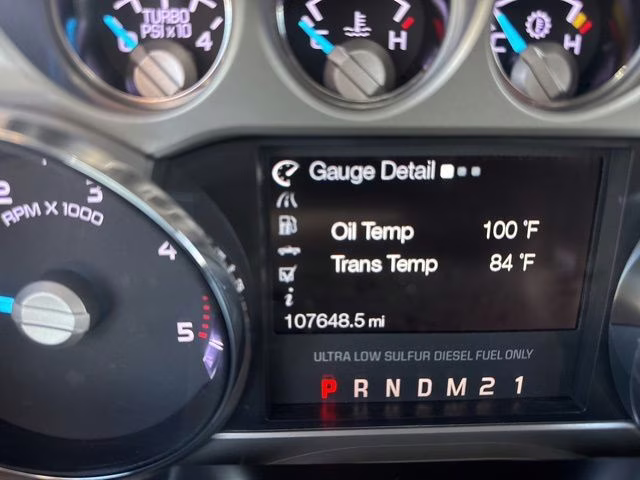 TURBO
PSI x 10
0 4
H
C H
Gauge Detail
2 3
RPM X 1000
4
5
Oil Temp 100 °F
Trans Temp 84 °F
i
107648.5 mi
ULTRA LOW SULFUR DIESEL FUEL ONLY
P R N D M 2 1